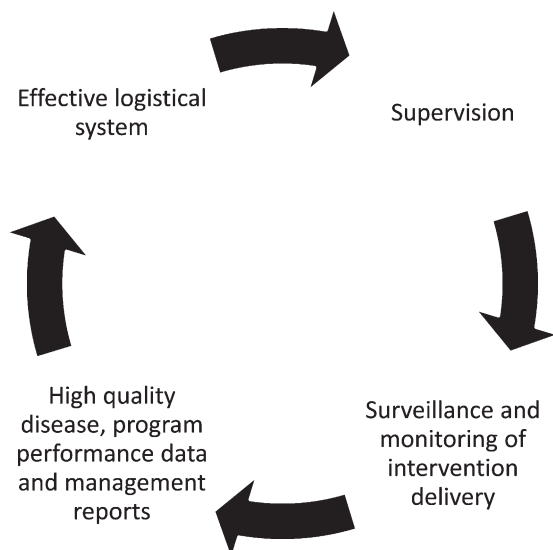 Effective logistical
system
Supervision
Surveillance and
monitoring of
intervention
delivery
High quality
disease, program
performance data
and management
reports